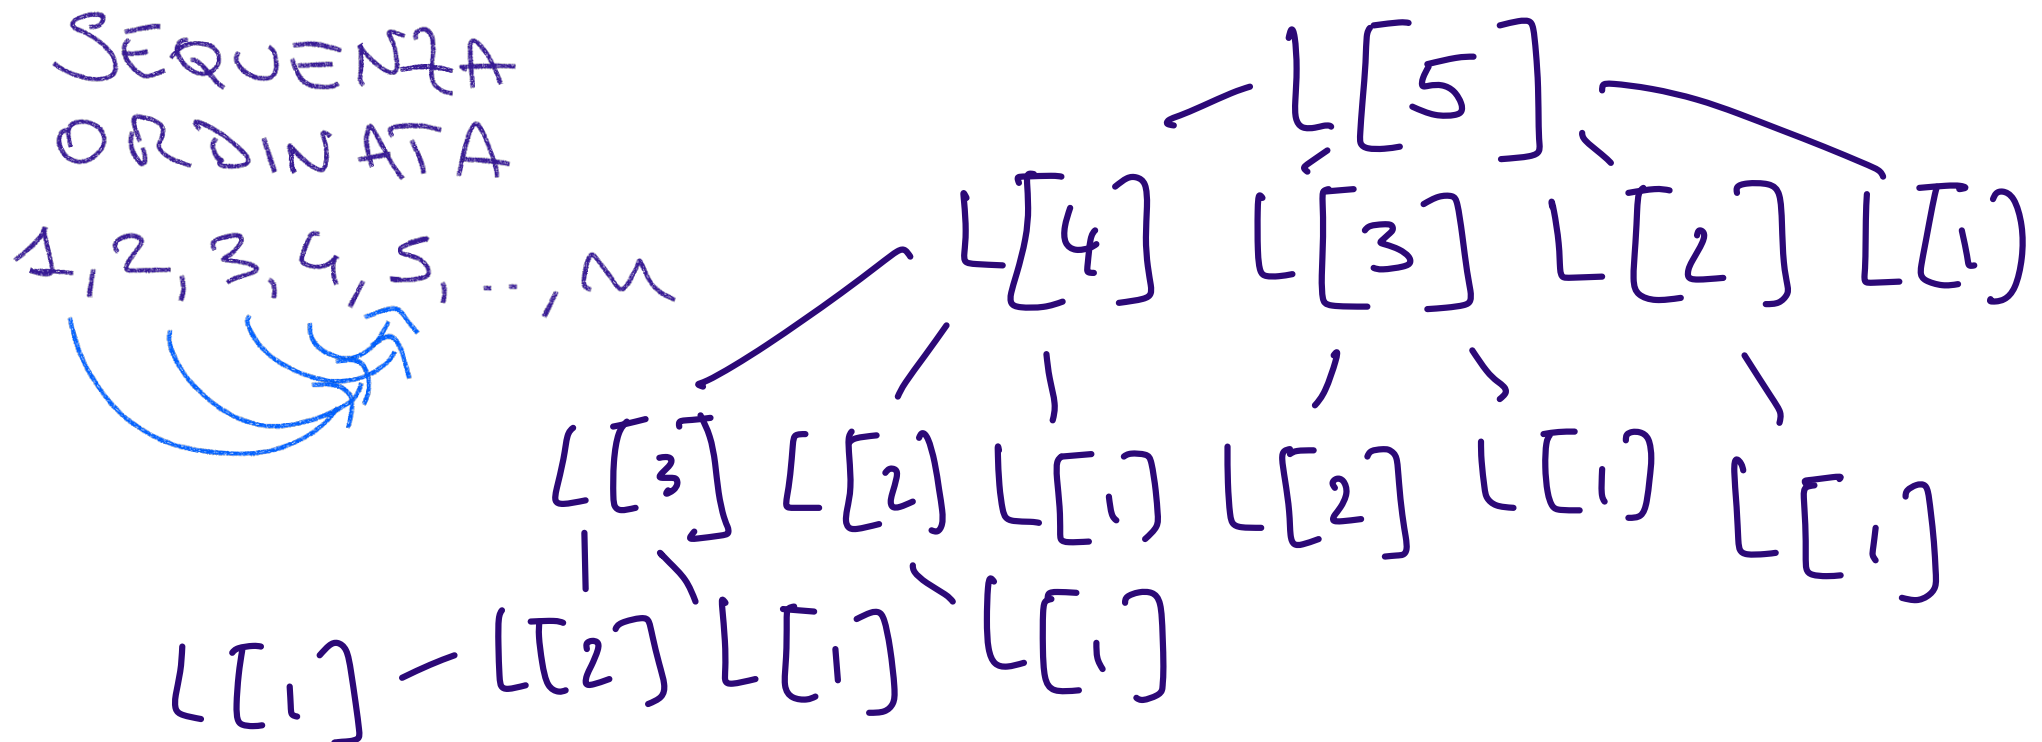 SEQUENZA
ORDINATA
1, 2, 3, 4, 5, .., n
L[5]
L[4] L[3] L[2] L[1]
L[3] L[2] L[1] L[2] L[1] L[1]
L[1] L[2] L[1] L[1]